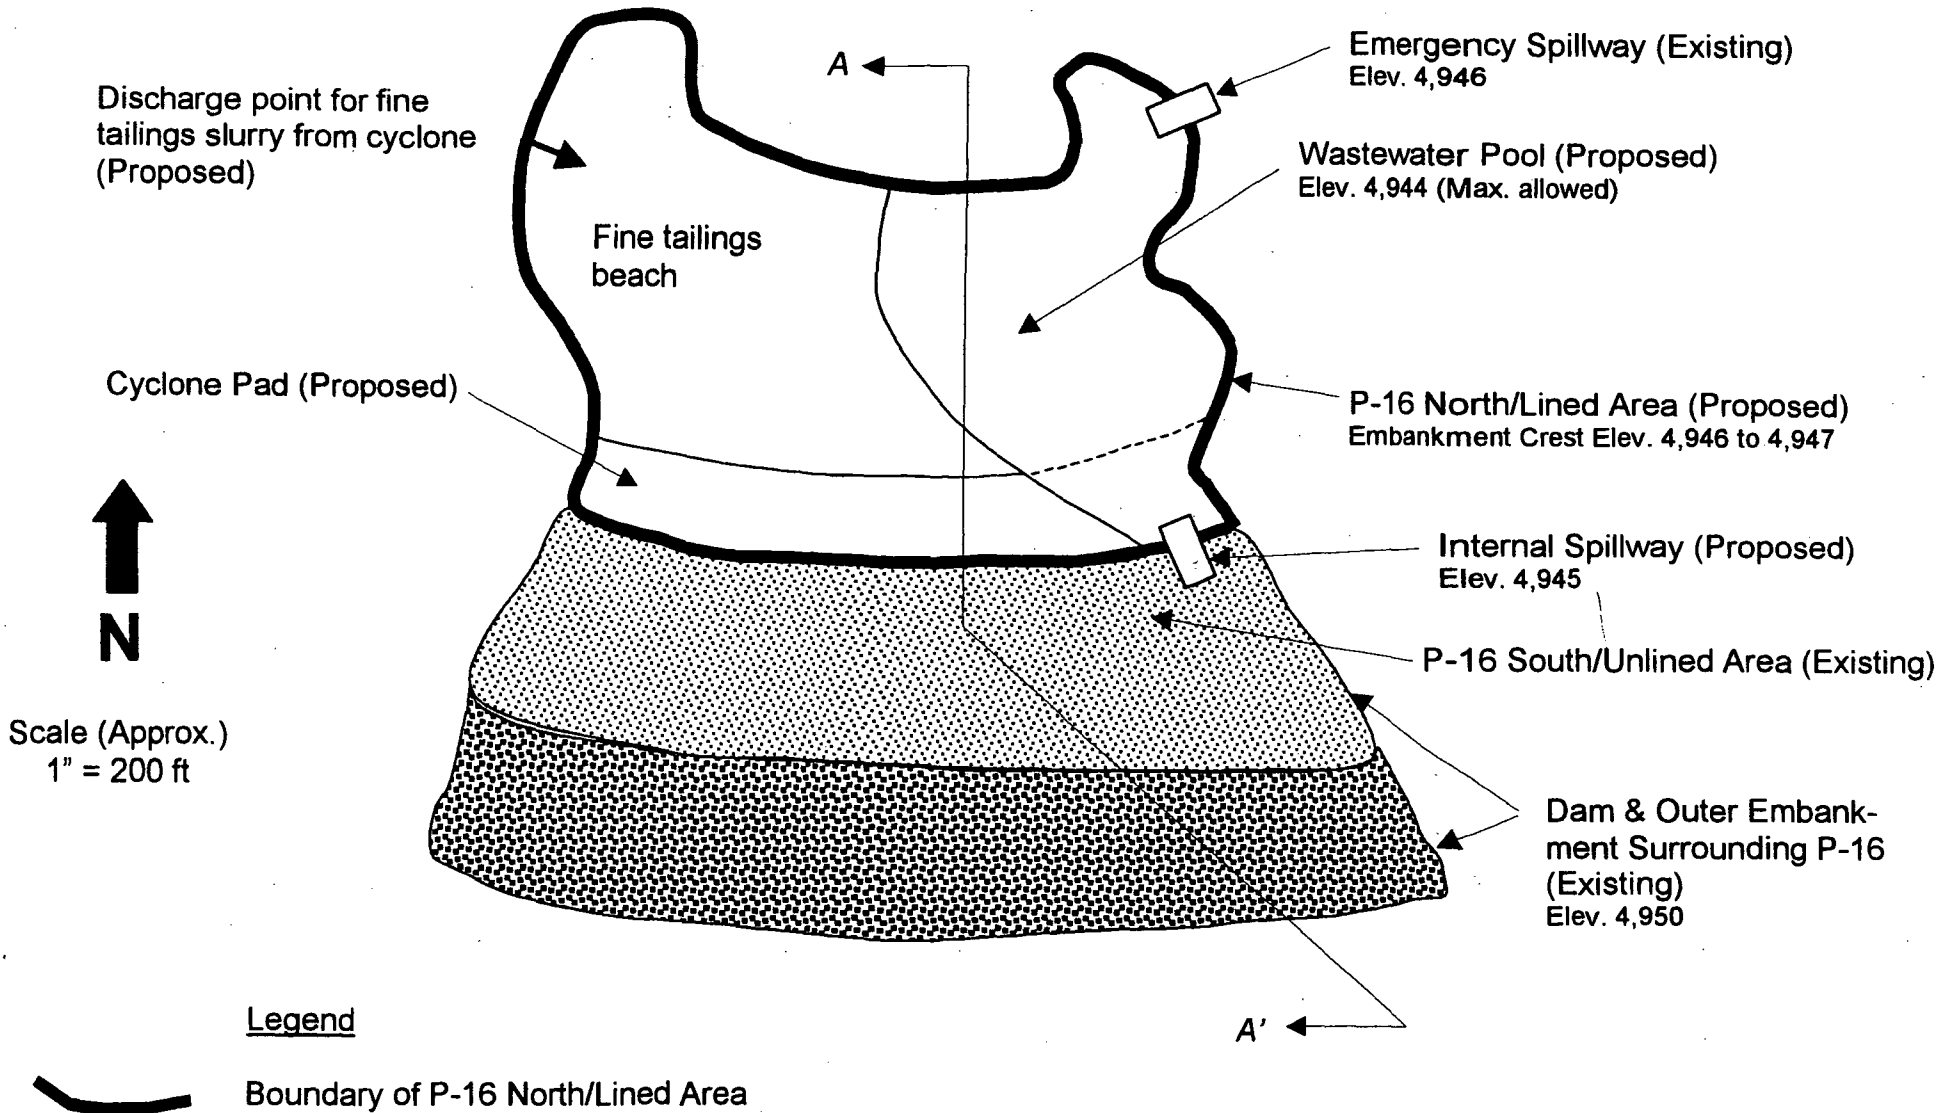 A
Emergency Spillway (Existing)
Elev. 4,946
Discharge point for fine
tailings slurry from cyclone
(Proposed)
Wastewater Pool (Proposed)
Elev. 4,944 (Max. allowed)
Fine tailings
beach
Cyclone Pad (Proposed)
P-16 North/Lined Area (Proposed)
Embankment Crest Elev. 4,946 to 4,947
Internal Spillway (Proposed)
Elev. 4,945
N
P-16 South/Unlined Area (Existing)
Scale (Approx.)
1" = 200 ft
Dam & Outer Embank-
ment Surrounding P-16
(Existing)
Elev. 4,950
A'
Legend
Boundary of P-16 North/Lined Area